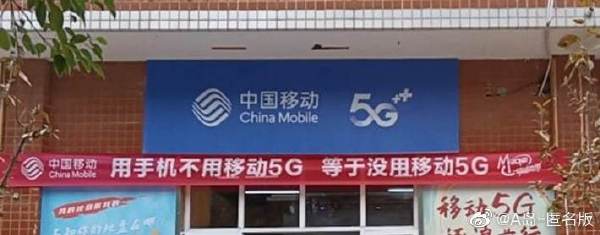 中国移动 5G++
China Mobile
中国移动 用手机不用移动5G 等于没用移动5G
China Mobile
移动5G
@A岛-匿名版